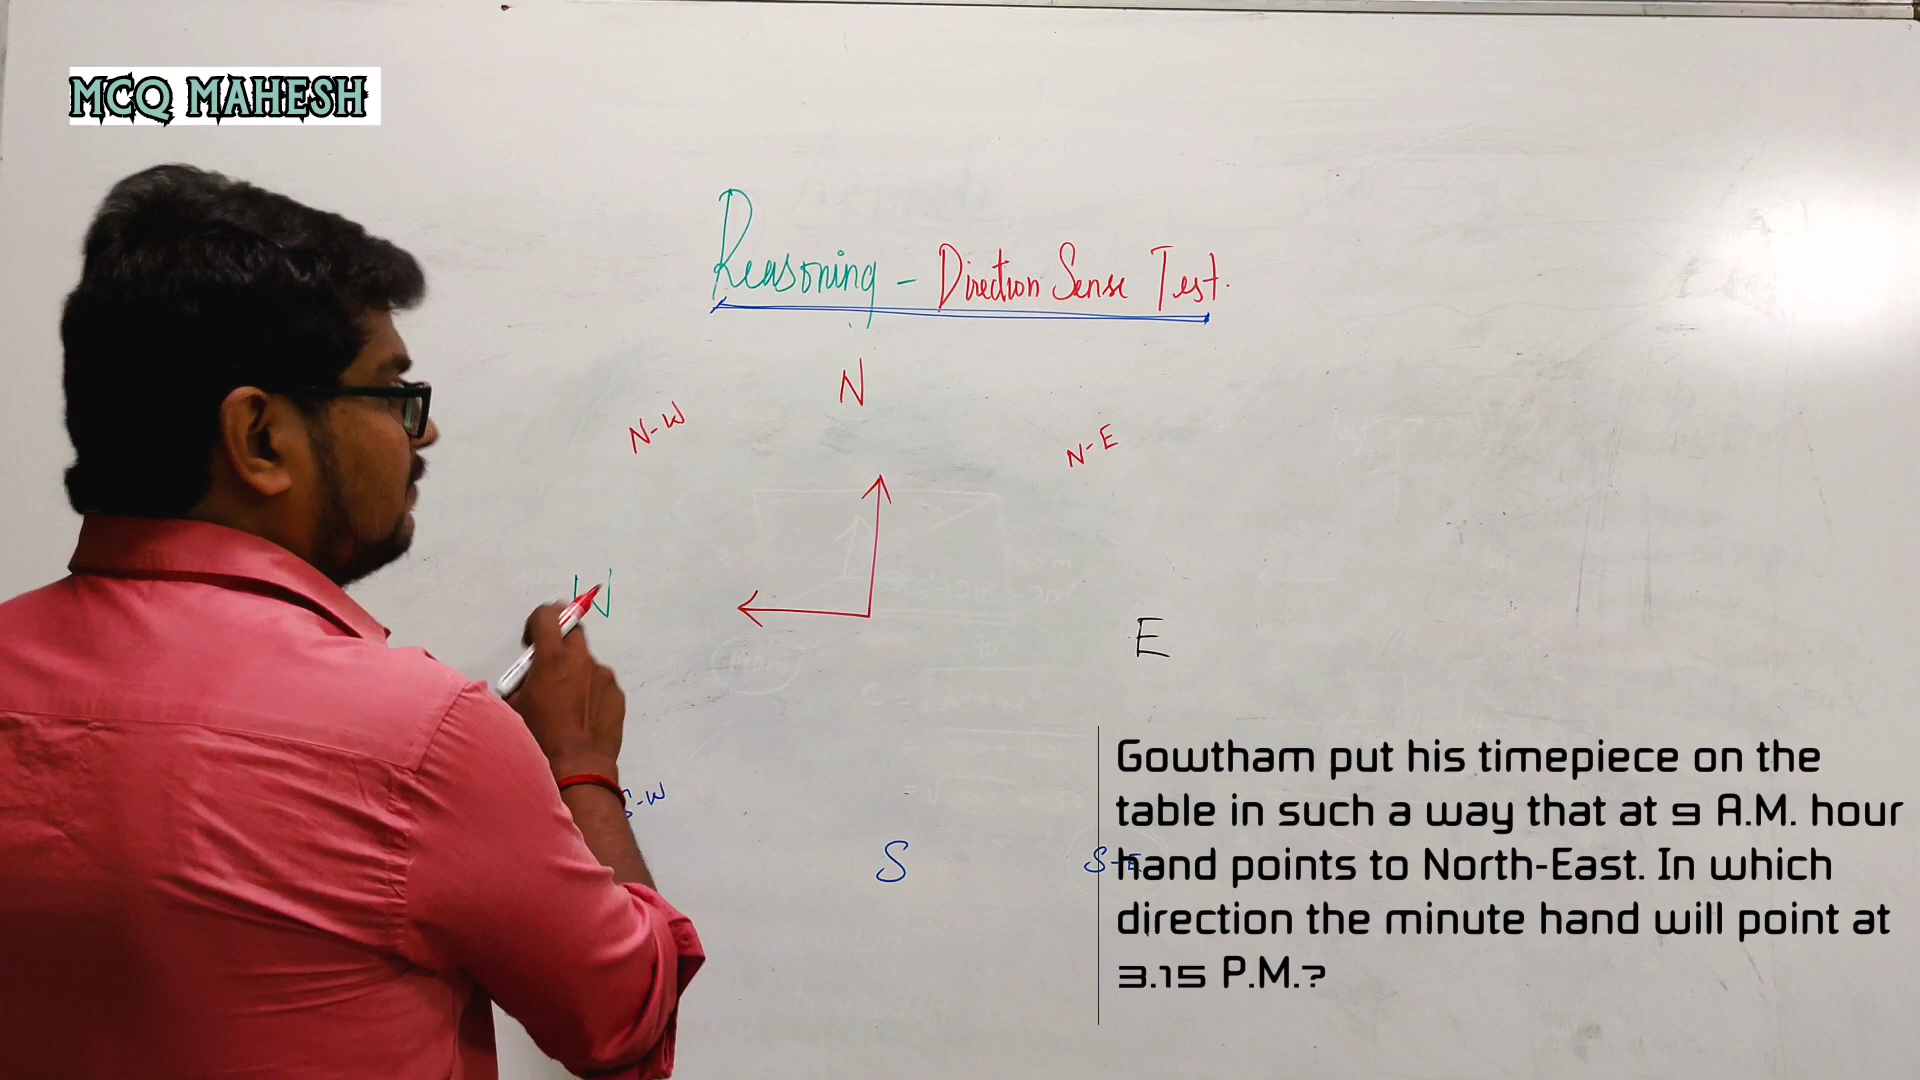 MCQ MAHESH
Reasoning - Direction Sense Test.
N
N-W
N-E
W
E
S-W
S
S-E
Gowtham put his timepiece on the
table in such a way that at 9 A.M. hour
hand points to North-East. In which
direction the minute hand will point at
3.15 P.M.?